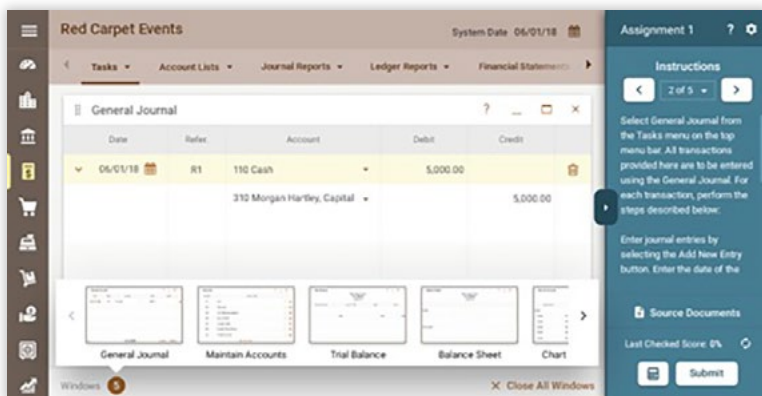 Red Carpet Events
System Date 06/01/18
Tasks
Account Lists
Journal Reports
Ledger Reports
Financial Statements
General Journal
?
Date
Refer.
Account
Debit
Credit
06/01/18
R1
110 Cash
5,000.00
310 Morgan Hartley, Capital
5,000.00
General Journal
Maintain Accounts
Trial Balance
Balance Sheet
Chart
Windows 5
Close All Windows
Assignment 1
?
Instructions
2 of 5
Select General Journal from
the Tasks menu on the top
menu bar. All transactions
provided here are to be entered
using the General Journal. For
each transaction, perform the
steps described below:
Enter journal entries by
selecting the Add New Entry
button. Enter the date of the
Source Documents
Last Checked Score: 0%
Submit